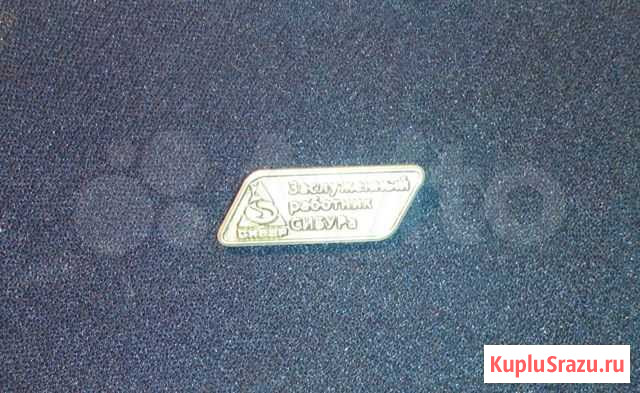 Заслуженный
работник
СИБУРа
СИБУР
KupluSrazu.ru